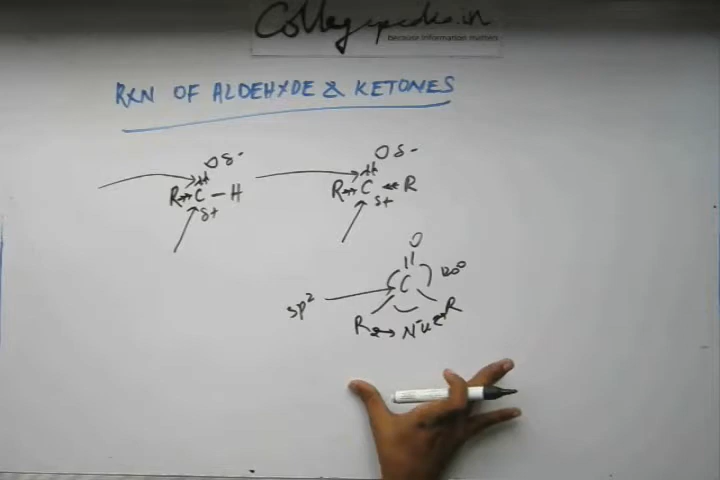 Collegepedia.in
because information matters
RXN OF ALDEHYDE & KETONES
O δ- O δ-
R C - H R C R
δ+ δ+
O
C 120°
sp²
R Nu R